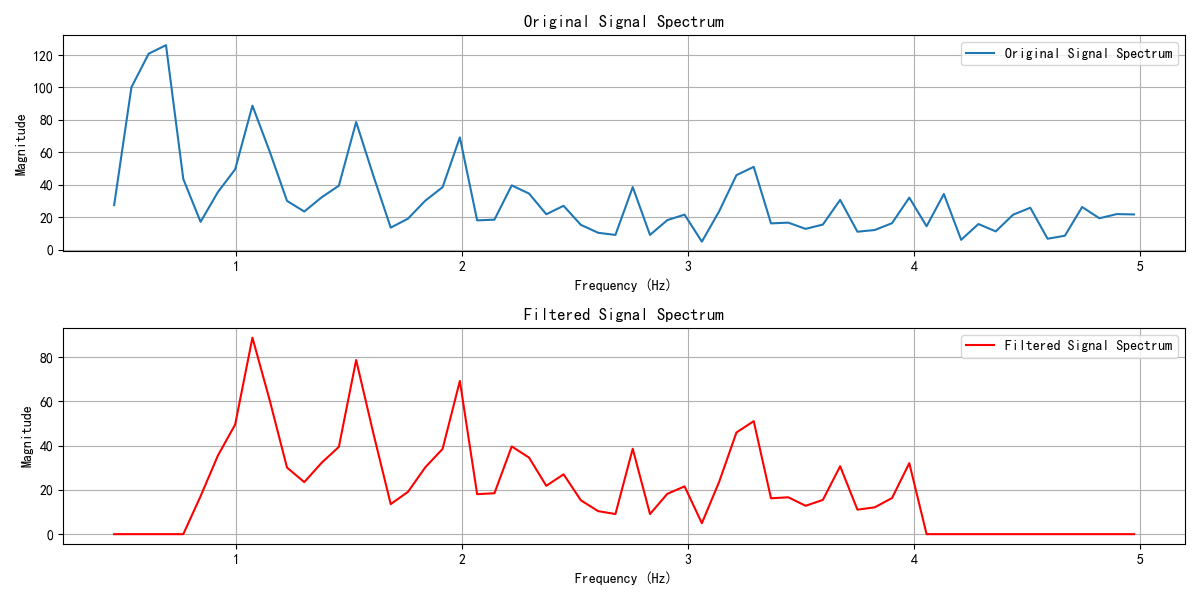 Original Signal Spectrum
Original Signal Spectrum
Magnitude
120
100
80
60
40
20
0
1 2 3 4 5
Frequency (Hz)
Filtered Signal Spectrum
Filtered Signal Spectrum
Magnitude
80
60
40
20
0
1 2 3 4 5
Frequency (Hz)